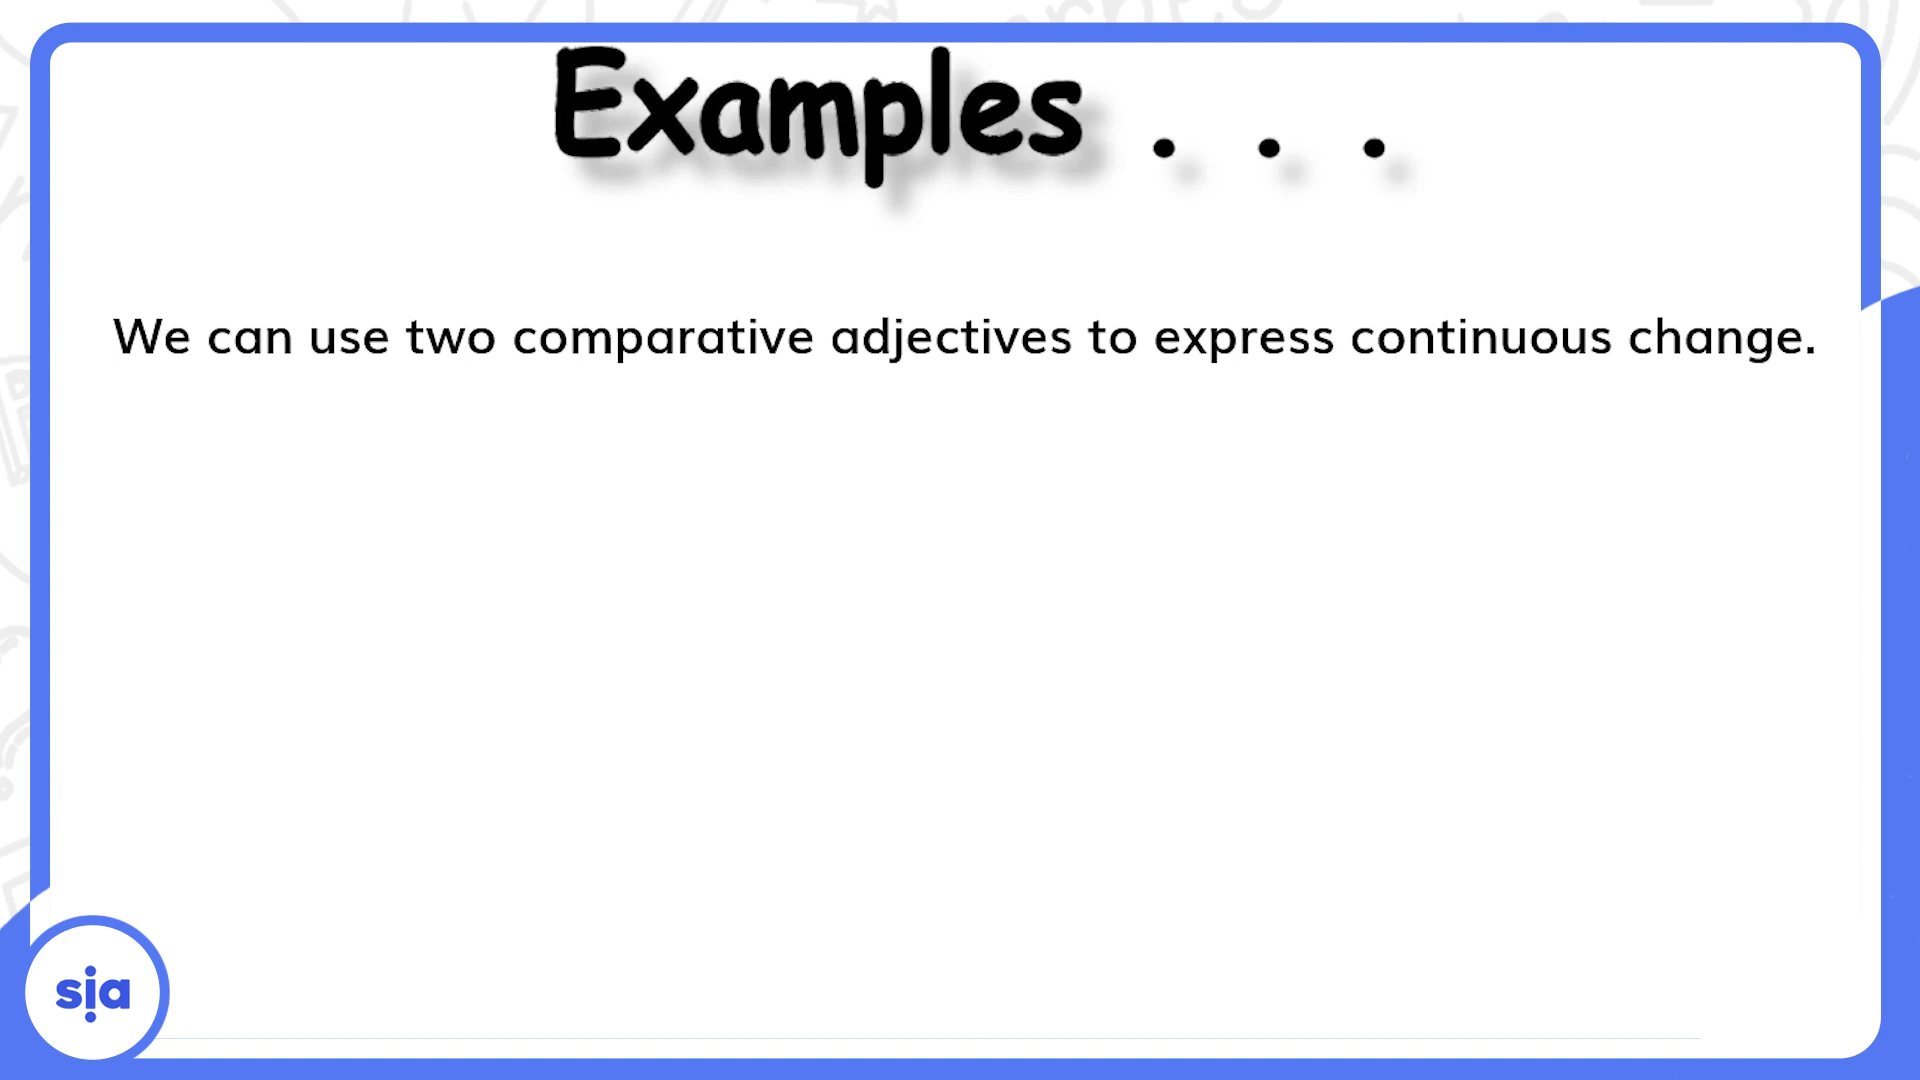 Examples . . .
We can use two comparative adjectives to express continuous change.
sia